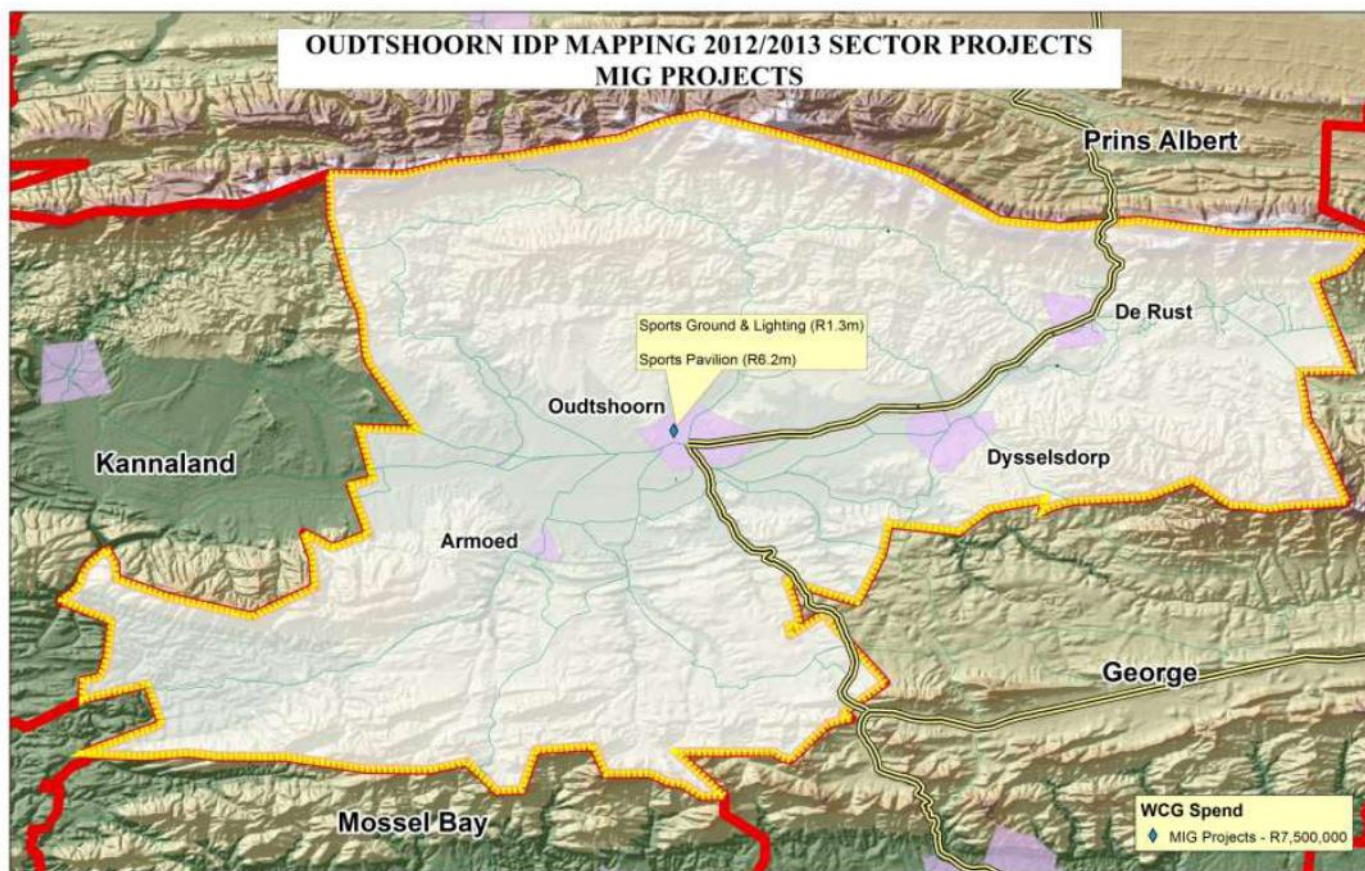 OUDTSHOORN IDP MAPPING 2012/2013 SECTOR PROJECTS
MIG PROJECTS
Prins Albert
De Rust
Sports Ground & Lighting (R1.3m)
Sports Pavilion (R6.2m)
Oudtshoorn
Kannaland
Dysselsdorp
Armoed
George
Mossel Bay
WCG Spend
MIG Projects - R7,500,000